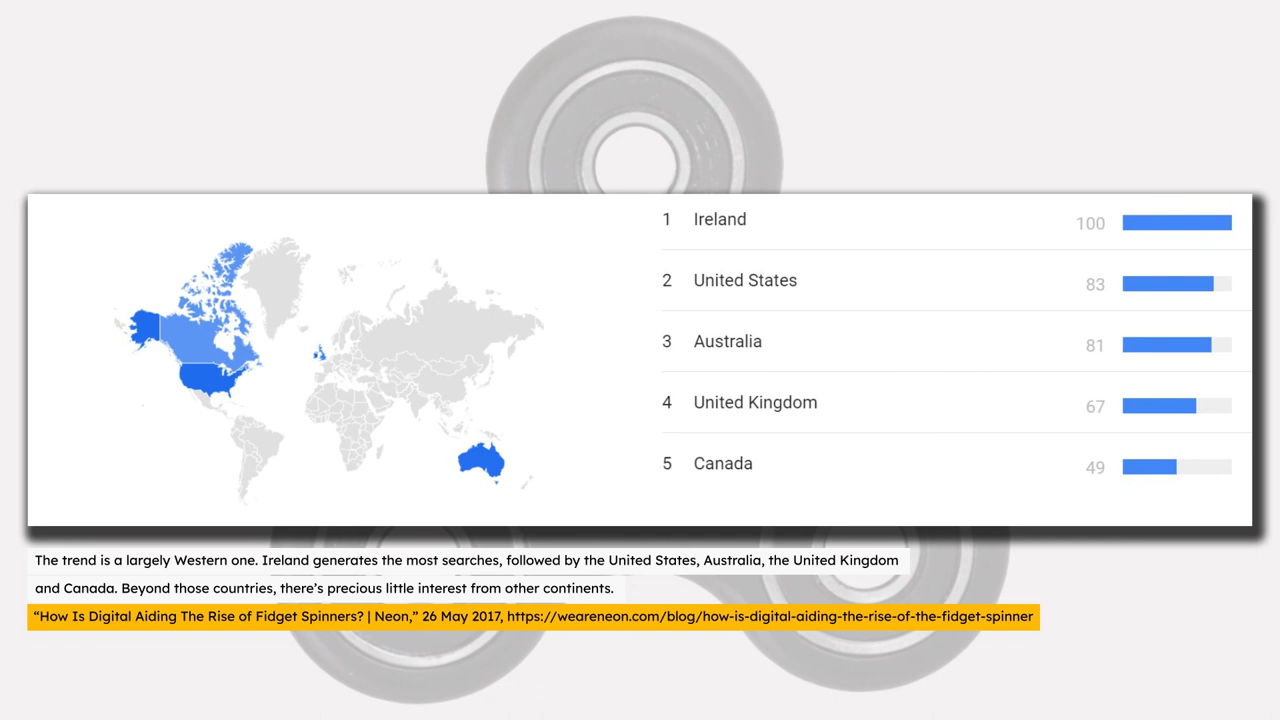 1 Ireland 100
2 United States 83
3 Australia 81
4 United Kingdom 67
5 Canada 49
The trend is a largely Western one. Ireland generates the most searches, followed by the United States, Australia, the United Kingdom
and Canada. Beyond those countries, there’s precious little interest from other continents.
“How Is Digital Aiding The Rise of Fidget Spinners? | Neon,” 26 May 2017, https://weareneon.com/blog/how-is-digital-aiding-the-rise-of-the-fidget-spinner